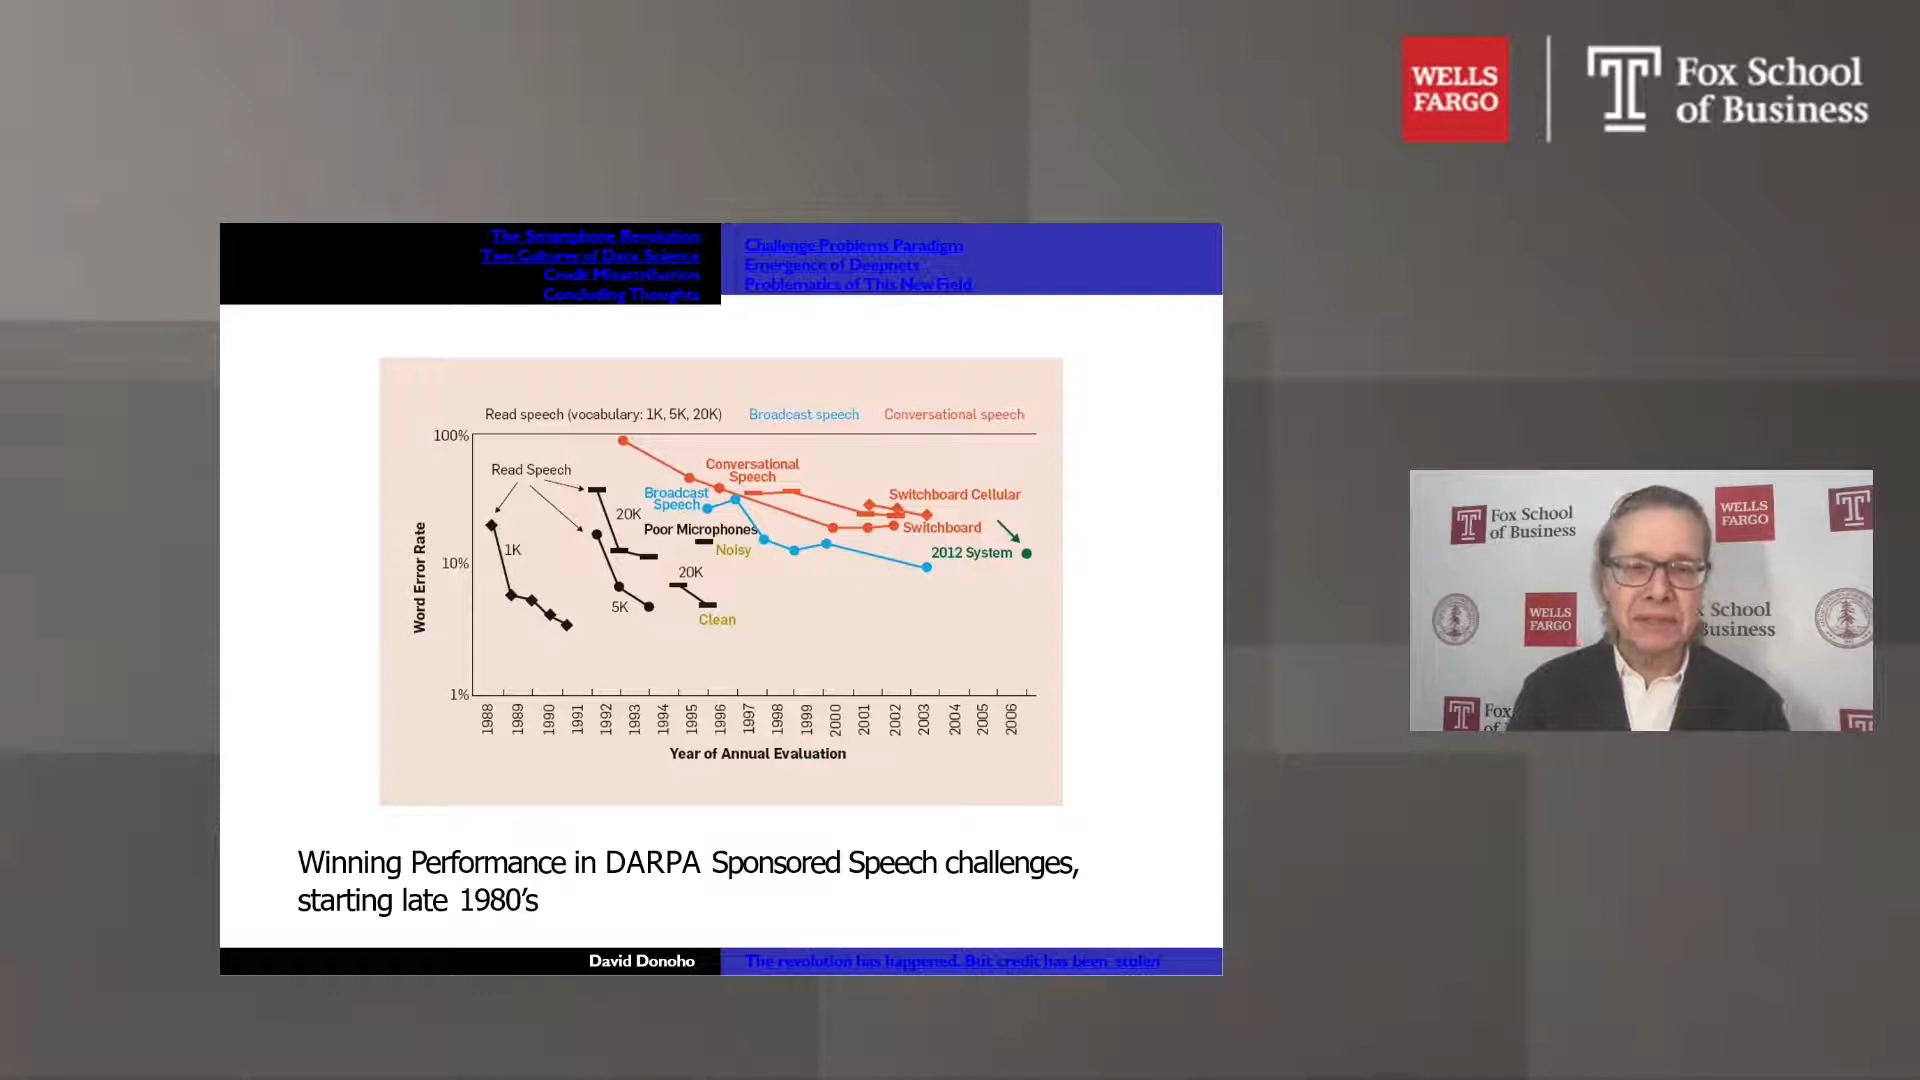 WELLS
FARGO
Fox School
of Business
The Smartphone Revolution
Two Cultures of Data Science
Credit Misattribution
Concluding Thoughts
Challenge Problems Paradigm
Emergence of Deepnets
Problematics of This New Field
Read speech (vocabulary: 1K, 5K, 20K)
Broadcast speech
Conversational speech
100%
10%
1%
Word Error Rate
Read Speech
1K
20K
5K
Conversational
Speech
Broadcast
Speech
Poor Microphones
Noisy
20K
Clean
Switchboard Cellular
Switchboard
2012 System
1988 1989 1990 1991 1992 1993 1994 1995 1996 1997 1998 1999 2000 2001 2002 2003 2004 2005 2006
Year of Annual Evaluation
Winning Performance in DARPA Sponsored Speech challenges,
starting late 1980’s
David Donoho
The revolution has happened. But credit has been stolen
Fox School
of Business
WELLS
FARGO
WELLS
FARGO
School
Business
Fox
of